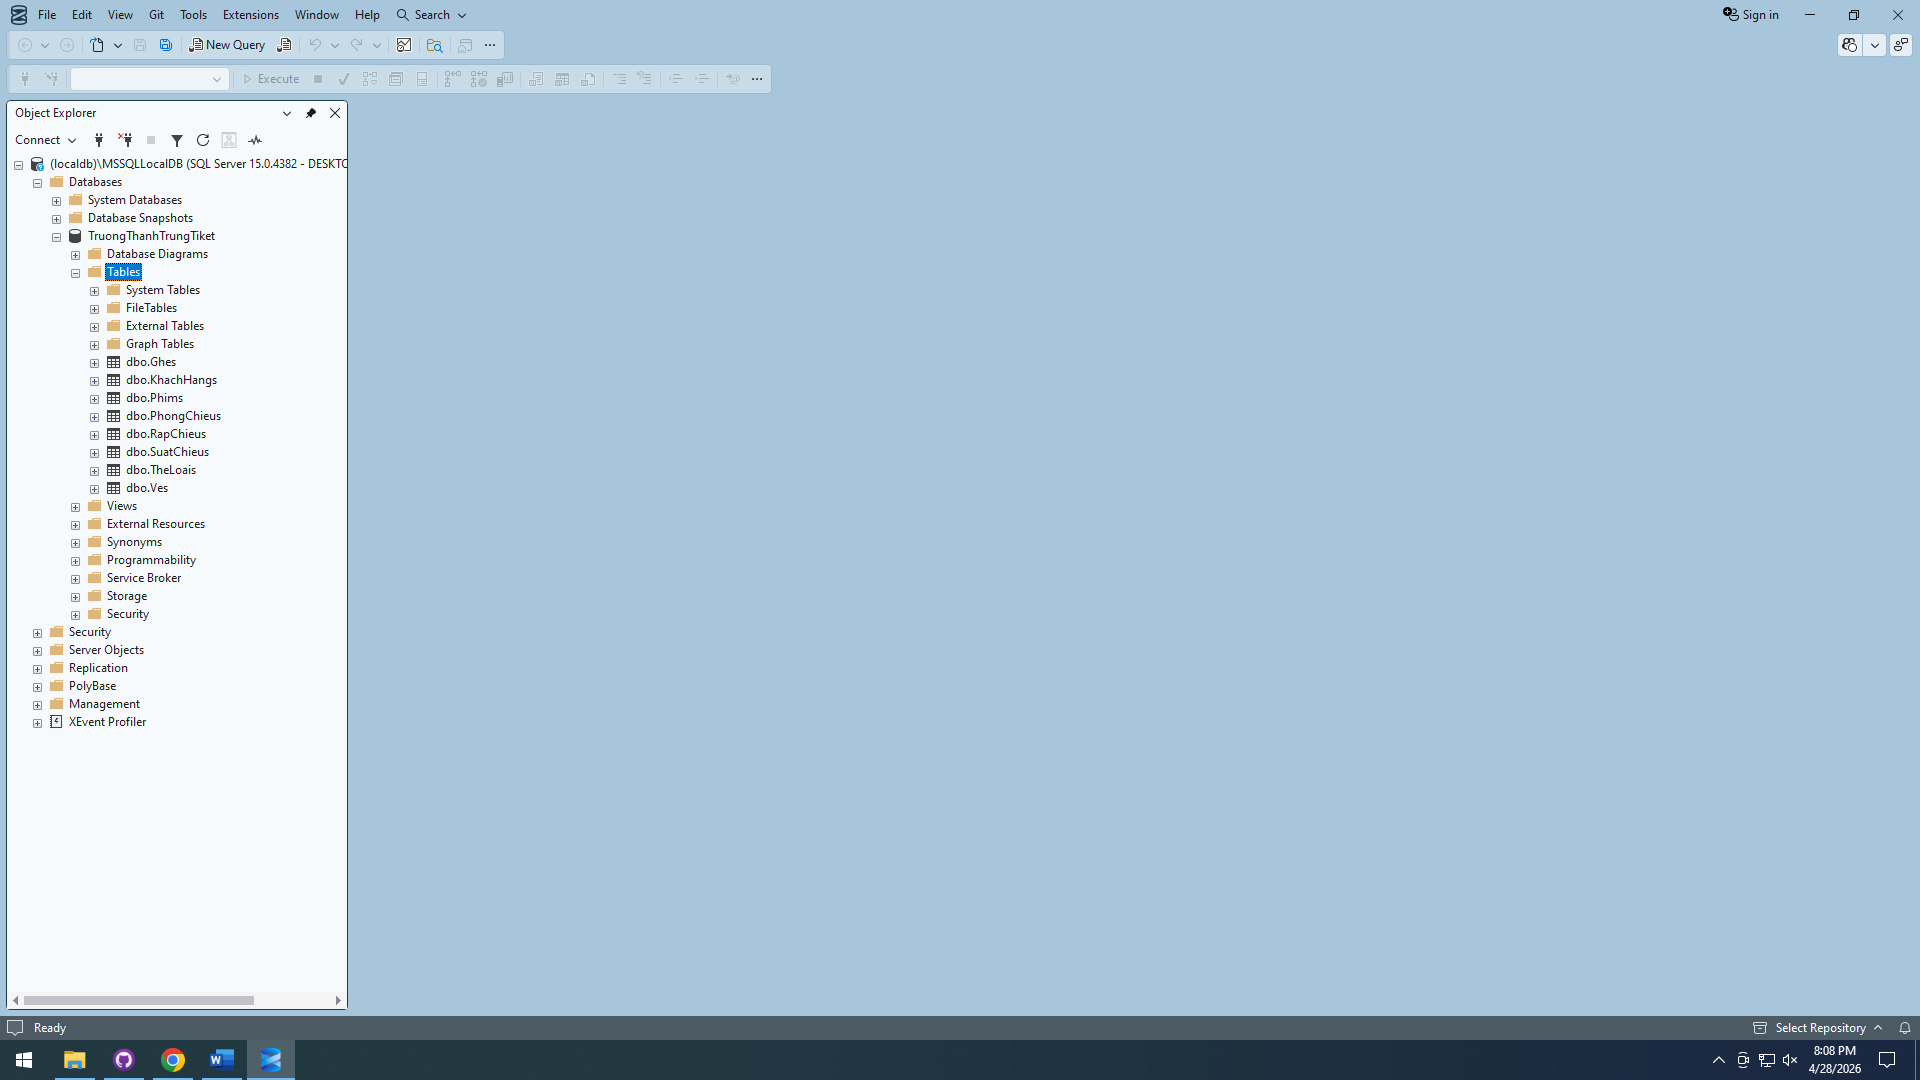 File Edit View Git Tools Extensions Window Help Search Sign in
New Query
Execute
Object Explorer
Connect
(localdb)\MSSQLLocalDB (SQL Server 15.0.4382 - DESKTO
Databases
System Databases
Database Snapshots
TruongThanhTrungTiket
Database Diagrams
Tables
System Tables
FileTables
External Tables
Graph Tables
dbo.Ghes
dbo.KhachHangs
dbo.Phims
dbo.PhongChieus
dbo.RapChieus
dbo.SuatChieus
dbo.TheLoais
dbo.Ves
Views
External Resources
Synonyms
Programmability
Service Broker
Storage
Security
Security
Server Objects
Replication
PolyBase
Management
XEvent Profiler
Ready Select Repository
8:08 PM
4/28/2026